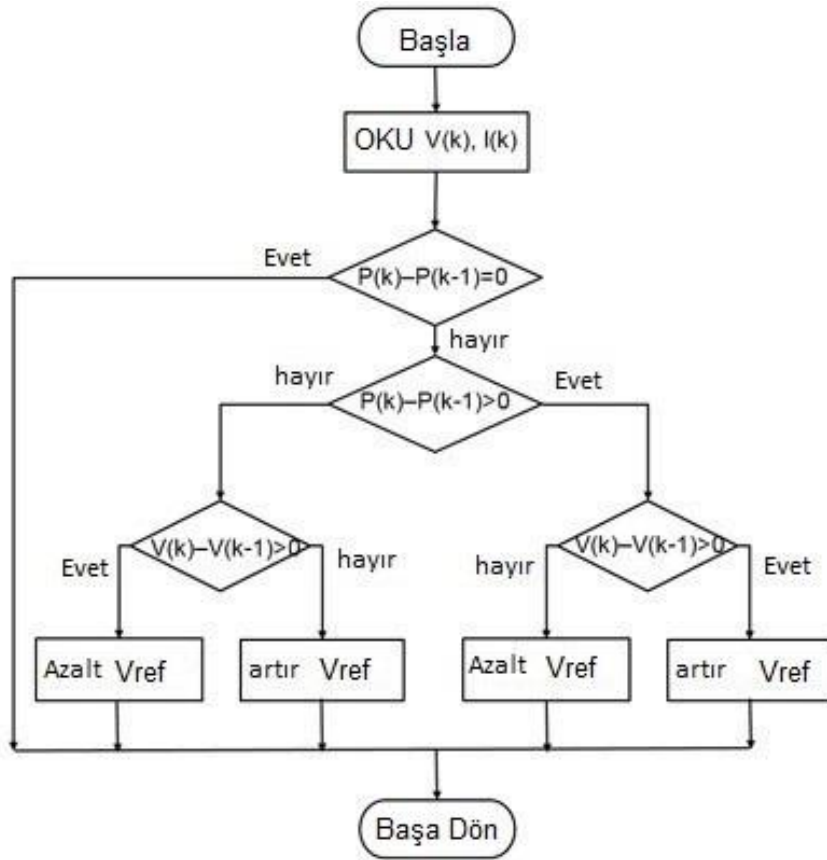 Başla
OKU V(k), I(k)
Evet
P(k)–P(k-1)=0
hayır
hayır
P(k)–P(k-1)>0
Evet
V(k)–V(k-1)>0
Evet
hayır
V(k)–V(k-1)>0
hayır
Evet
Azalt Vref
artır Vref
Azalt Vref
artır Vref
Başa Dön